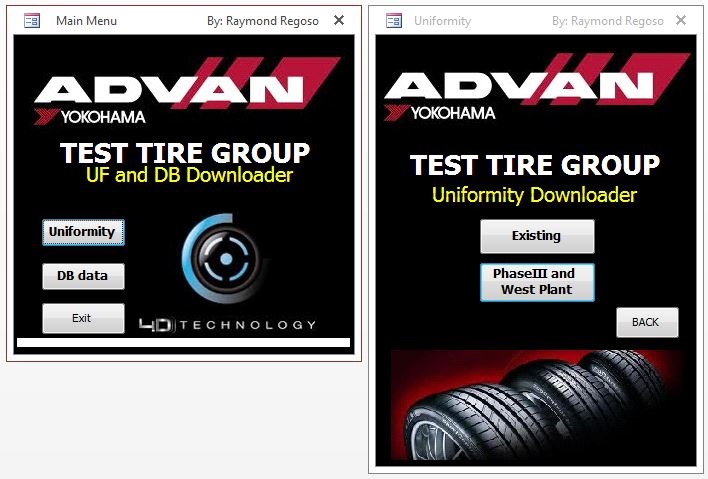 Main Menu By: Raymond Regoso
ADVAN
YOKOHAMA
TEST TIRE GROUP
UF and DB Downloader
Uniformity
DB data
Exit
4D TECHNOLOGY
Uniformity By: Raymond Regoso
ADVAN
YOKOHAMA
TEST TIRE GROUP
Uniformity Downloader
Existing
PhaseIII and
West Plant
BACK